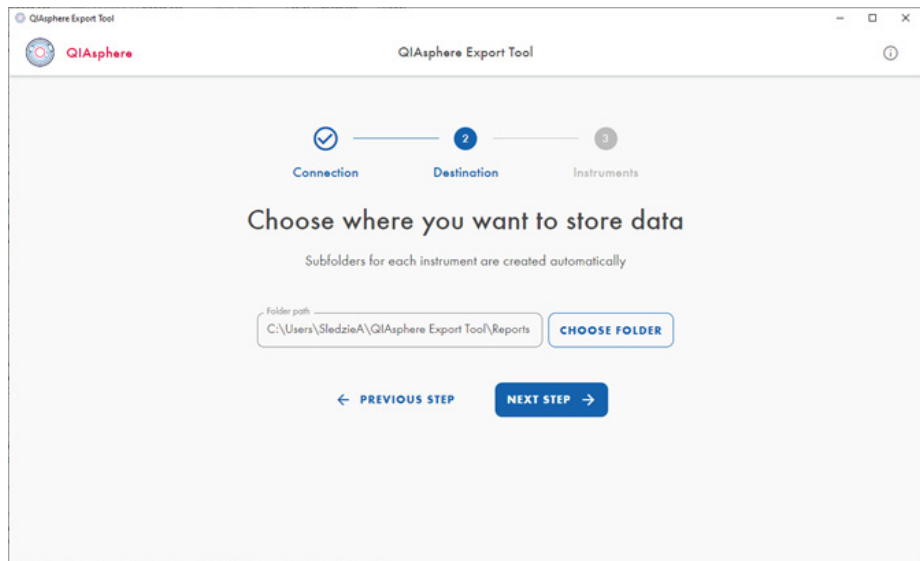 QIAsphere Export Tool
QIAsphere
QIAsphere Export Tool
2
3
Connection
Destination
Instruments
Choose where you want to store data
Subfolders for each instrument are created automatically
Folder path
C:\Users\SledzieA\QIAsphere Export Tool\Reports
CHOOSE FOLDER
← PREVIOUS STEP
NEXT STEP →